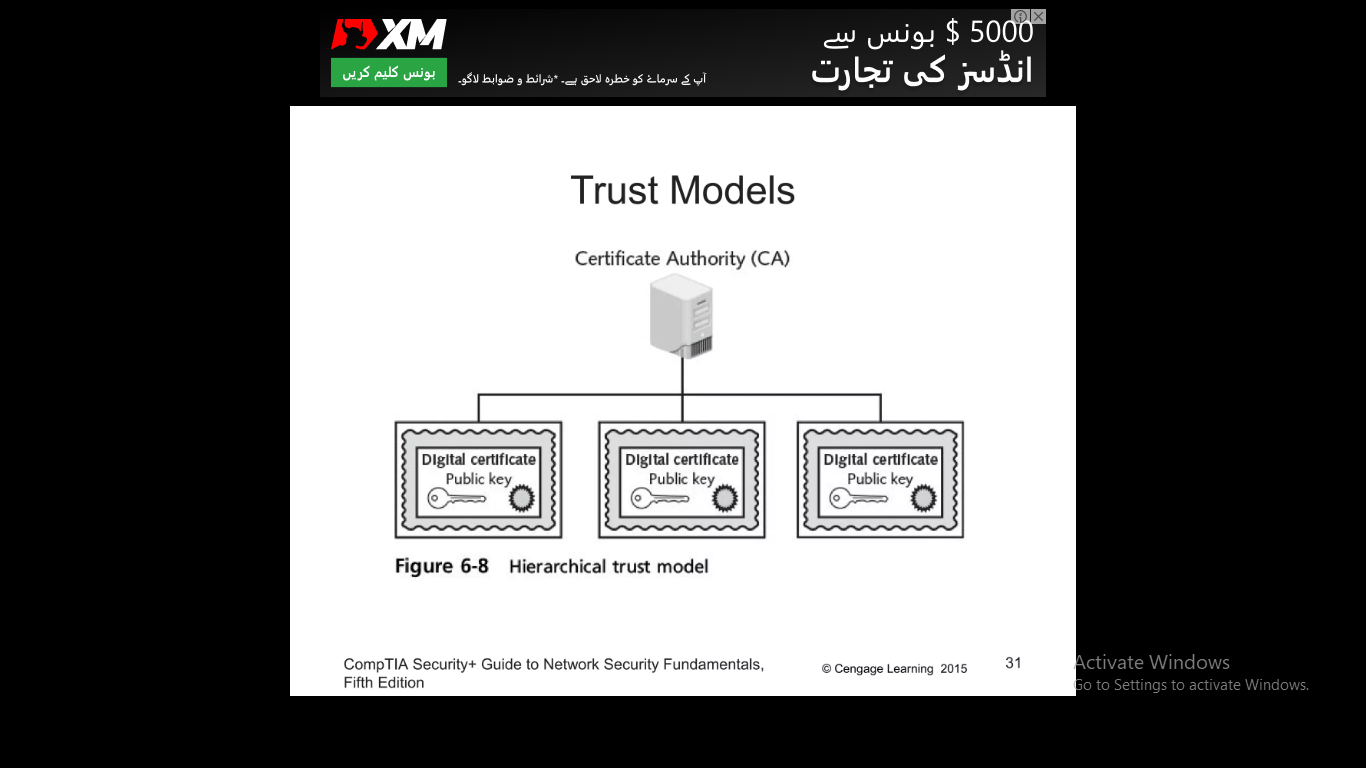 XM
بونس کلیم کریں
5000 $ بونس سے
انڈسز کی تجارت
آپ کے سرمائے کو خطرہ لاحق ہے۔ *شرائط و ضوابط لاگو۔
Trust Models
Certificate Authority (CA)
Digital certificate
Public key
Digital certificate
Public key
Digital certificate
Public key
Figure 6-8 Hierarchical trust model
CompTIA Security+ Guide to Network Security Fundamentals,
Fifth Edition
© Cengage Learning 2015
31
Activate Windows
Go to Settings to activate Windows.